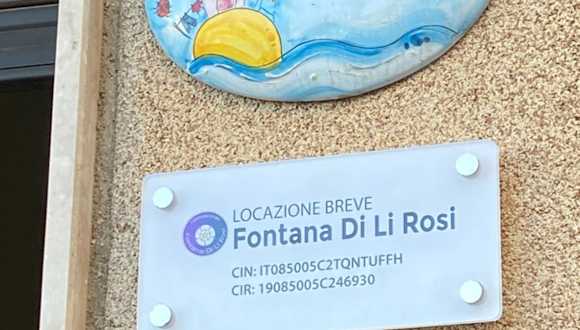 LOCAZIONE BREVE
Fontana Di Li Rosi
CIN: IT085005C2TQNTUFFH
CIR: 19085005C246930